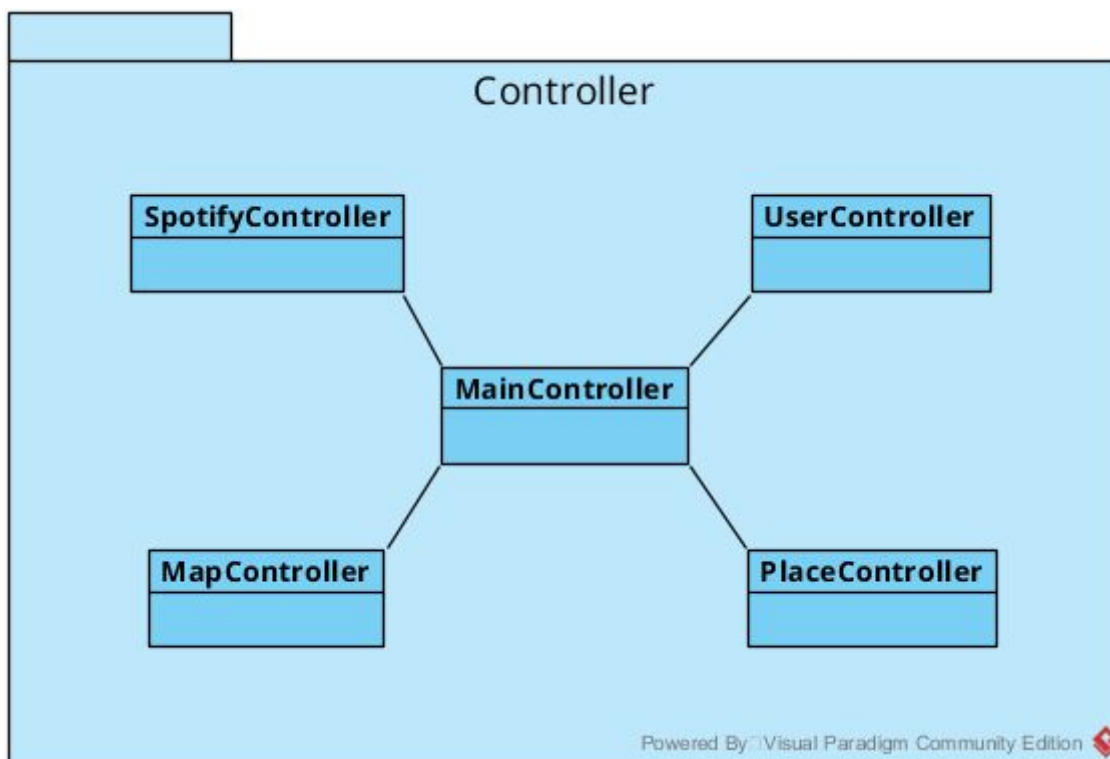 Controller
SpotifyController
UserController
MainController
MapController
PlaceController
Powered By Visual Paradigm Community Edition